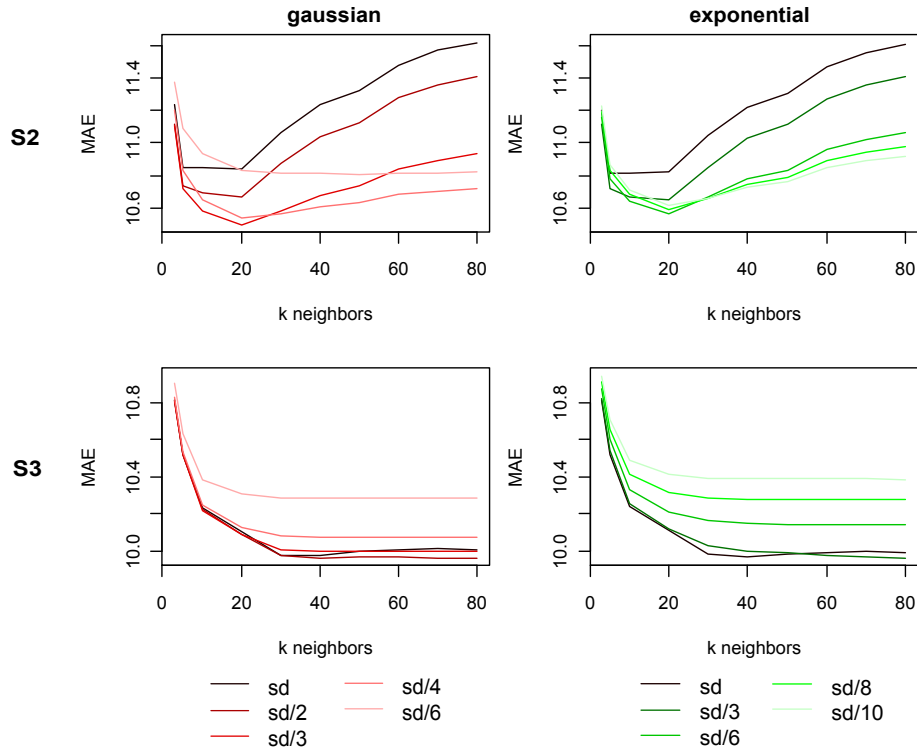 gaussian exponential
S2
MAE
10.6 11.0 11.4
0 20 40 60 80
k neighbors
MAE
10.6 11.0 11.4
0 20 40 60 80
k neighbors
S3
MAE
10.0 10.4 10.8
0 20 40 60 80
k neighbors
MAE
10.0 10.4 10.8
0 20 40 60 80
k neighbors
sd sd/4
sd/2 sd/6
sd/3
sd sd/8
sd/3 sd/10
sd/6